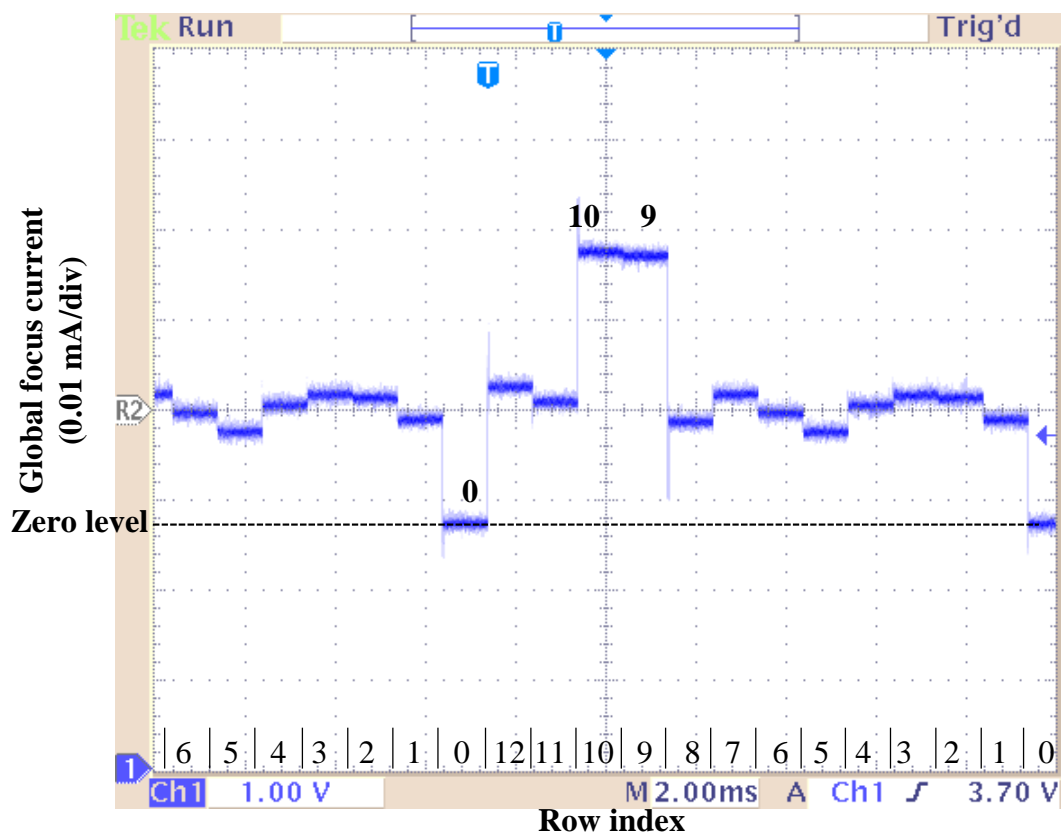 Tek Run Trig'd
T
T
10 9
Global focus current
(0.01 mA/div)
R2
0
Zero level
6 5 4 3 2 1 0 12 11 10 9 8 7 6 5 4 3 2 1 0
1
Ch1 1.00 V M 2.00ms A Ch1 3.70 V
Row index